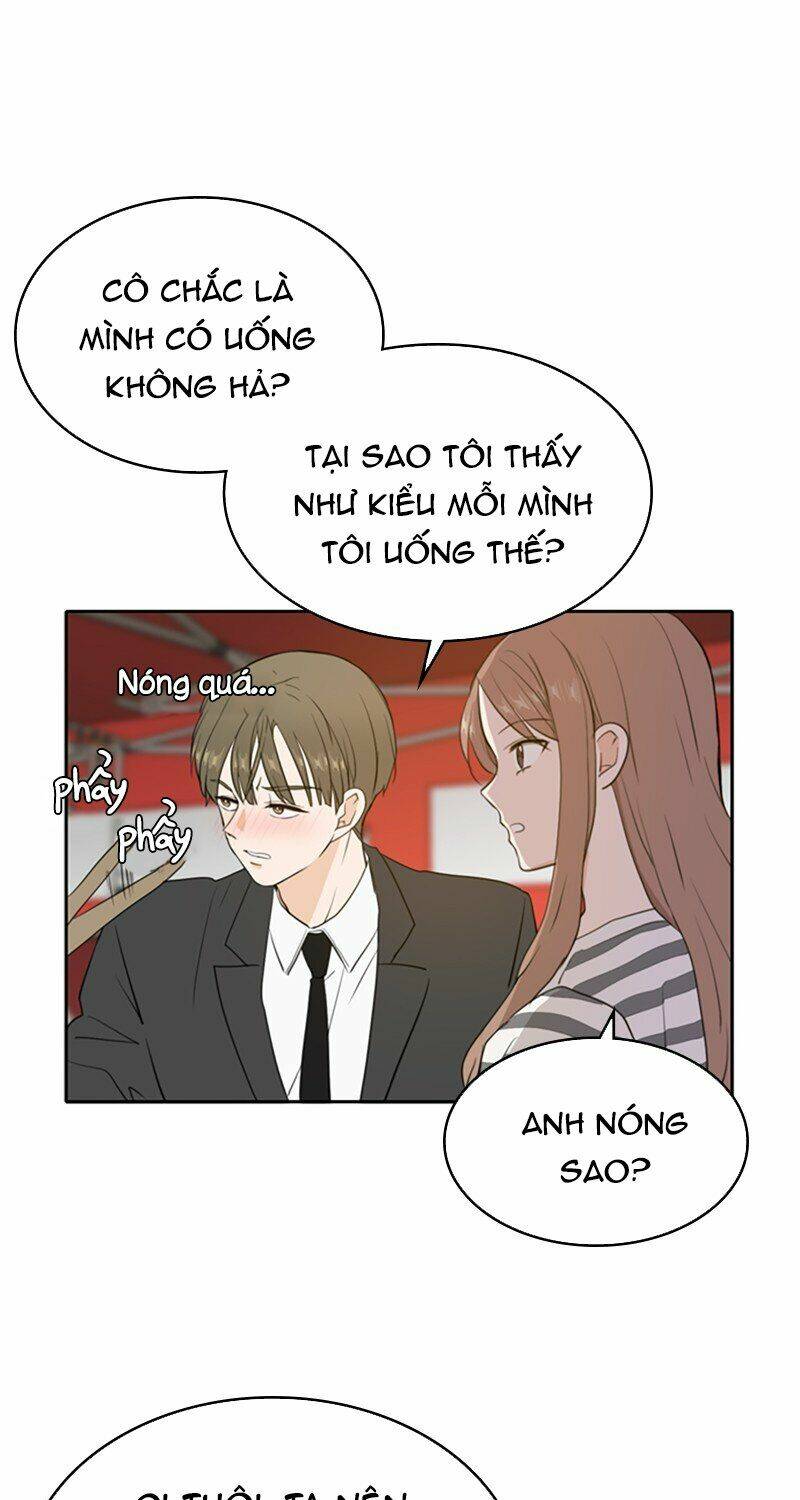 CÔ CHẮC LÀ
MÌNH CÓ UỐNG
KHÔNG HẢ?
TẠI SAO TÔI THẤY
NHƯ KIỂU MỖI MÌNH
TÔI UỐNG THẾ?
Nóng quá...
Phẩy
Phẩy
ANH NÓNG
SAO?